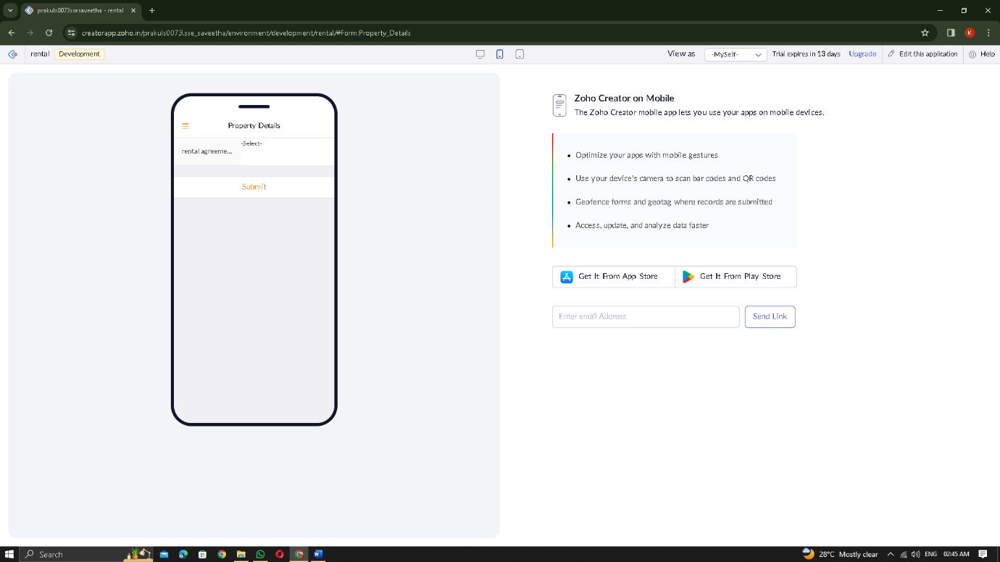 prakuls0073ssesaveetha - rental
creatorapp.zoho.in/prakuls0073.sse_saveetha/environment/development/rental/#Form:Property_Details
K
rental Development
View as -MySelf- Trial expires in 13 days Upgrade Edit this application Help
Property Details
rental agreeme... -Select-
Submit
Zoho Creator on Mobile
The Zoho Creator mobile app lets you use your apps on mobile devices.
Optimize your apps with mobile gestures
Use your device's camera to scan bar codes and QR codes
Geofence forms and geotag where records are submitted
Access, update, and analyze data faster
Get It From App Store Get It From Play Store
Enter email Address Send Link
Search 28°C Mostly clear ENG 02:45 AM